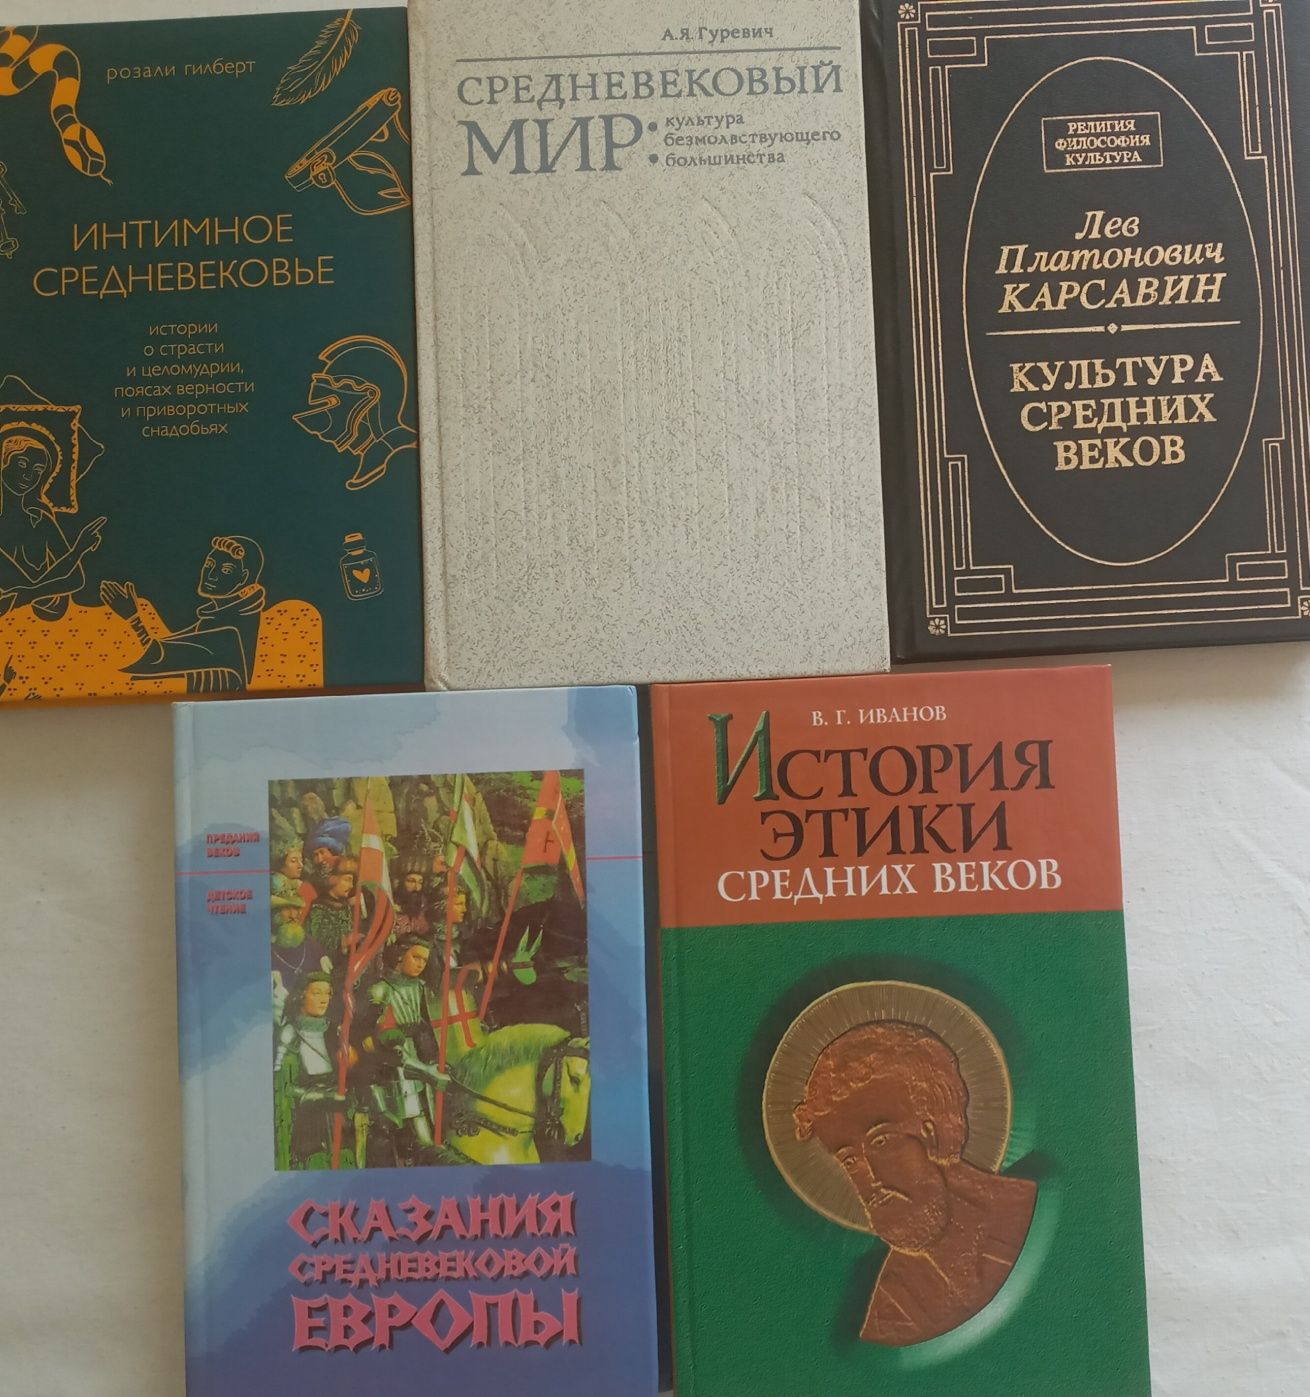 розали гилберт
ИНТИМНОЕ
СРЕДНЕВЕКОВЬЕ
истории
о страсти
и целомудрии,
поясах верности
и приворотных
снадобьях
А.Я. Гуревич
СРЕДНЕВЕКОВЫЙ
МИР:
культура
безмолвствующего
большинства
РЕЛИГИЯ
ФИЛОСОФИЯ
КУЛЬТУРА
Лев
Платонович
КАРСАВИН
КУЛЬТУРА
СРЕДНИХ
ВЕКОВ
ПРЕДАНИЯ
ВЕКОВ
ДЕТСКОЕ
ЧТЕНИЕ
СКАЗАНИЯ
СРЕДНЕВЕКОВОЙ
ЕВРОПЫ
В. Г. ИВАНОВ
ИСТОРИЯ
ЭТИКИ
СРЕДНИХ ВЕКОВ